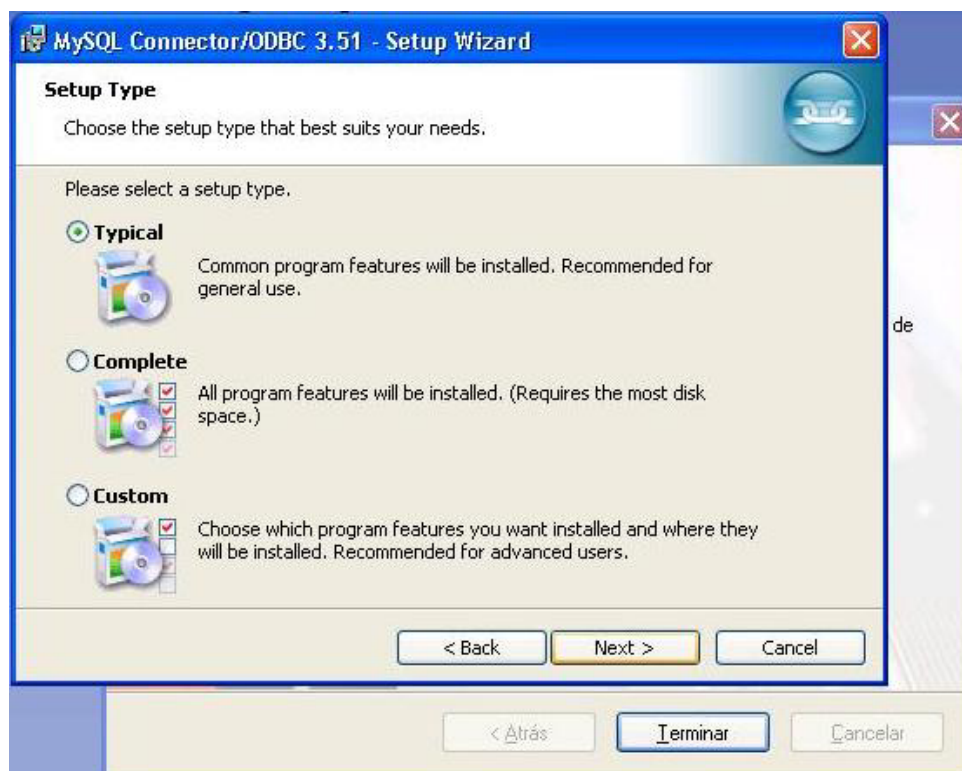 MySQL Connector/ODBC 3.51 - Setup Wizard
Setup Type
Choose the setup type that best suits your needs.
Please select a setup type.
Typical
Common program features will be installed. Recommended for
general use.
Complete
All program features will be installed. (Requires the most disk
space.)
Custom
Choose which program features you want installed and where they
will be installed. Recommended for advanced users.
< Back
Next >
Cancel
de
< Atrás
Terminar
Cancelar